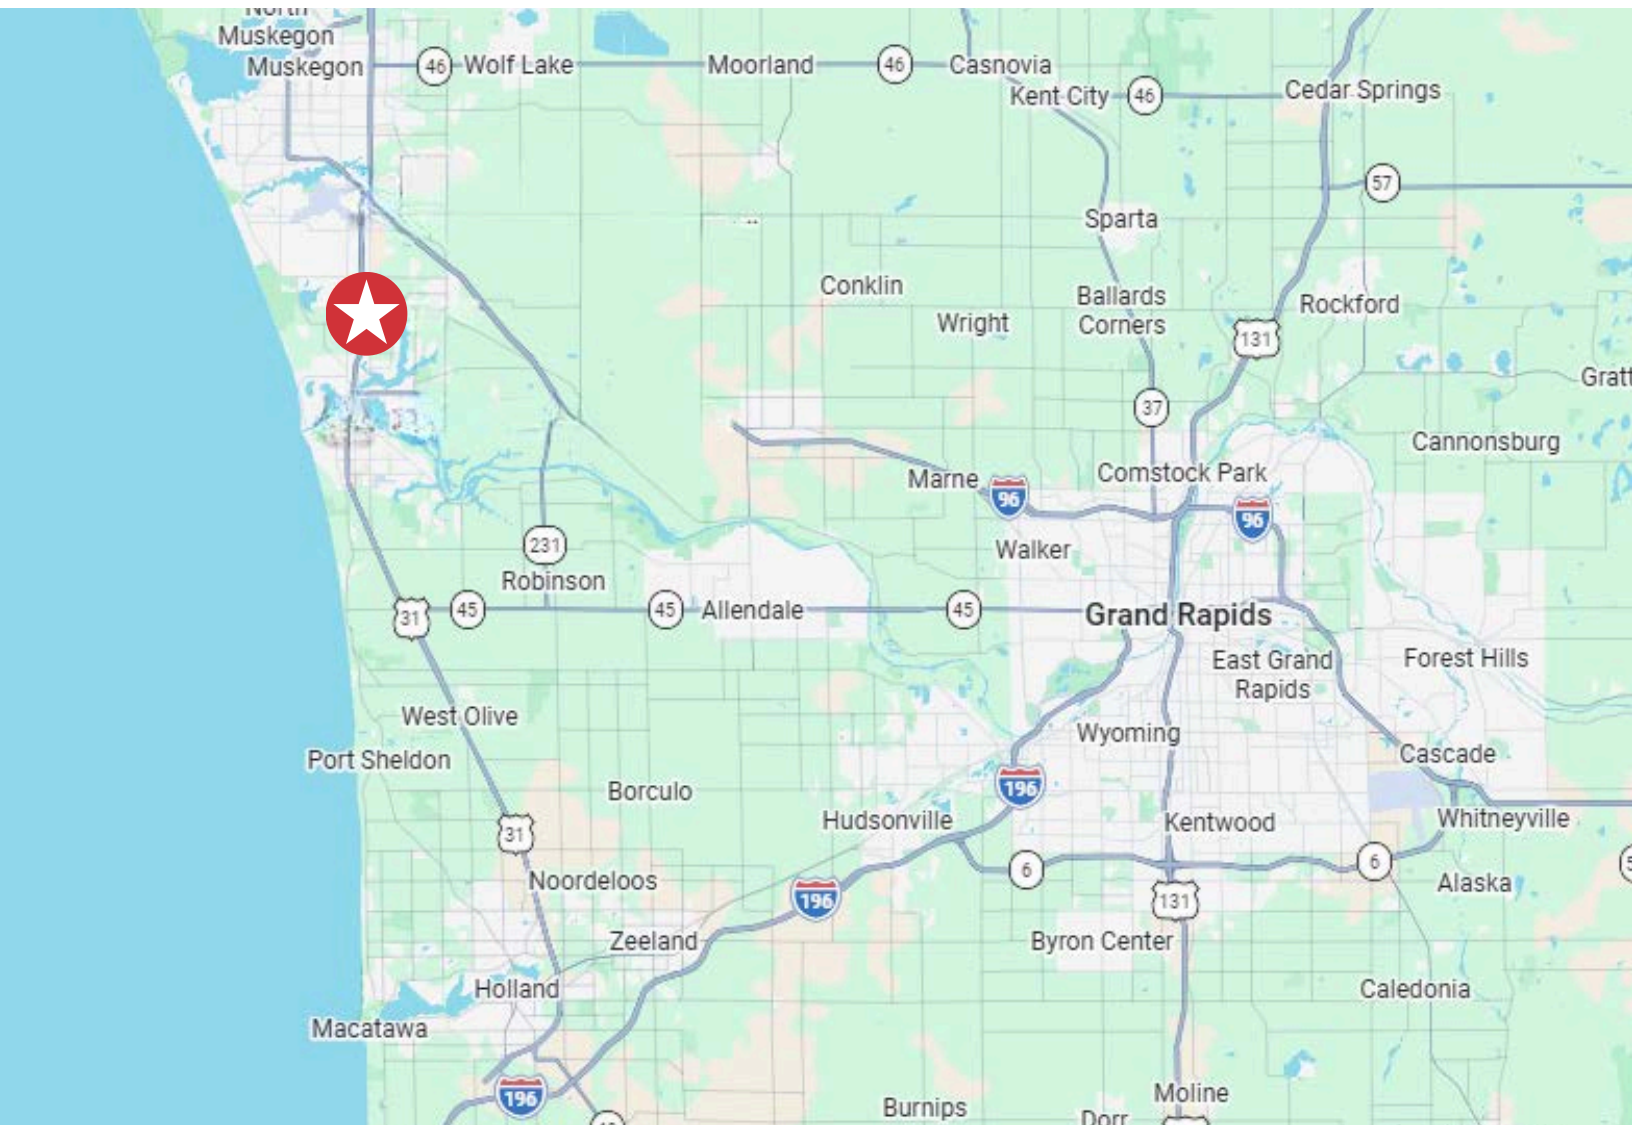 North
Muskegon
Muskegon
46
Wolf Lake
Moorland
46
Casnovia
Kent City
46
Cedar Springs
57
Sparta
Conklin
Ballards
Corners
Wright
Rockford
131
37
Cannonsburg
Marne
96
Comstock Park
96
Walker
231
Robinson
31
45
45
Allendale
45
Grand Rapids
East Grand
Rapids
Forest Hills
West Olive
Wyoming
Port Sheldon
Cascade
196
Borculo
Hudsonville
Kentwood
Whitneyville
31
6
6
Noordeloos
Alaska
196
131
Zeeland
Byron Center
Holland
Caledonia
Macatawa
196
Moline
Burnips
Dorr